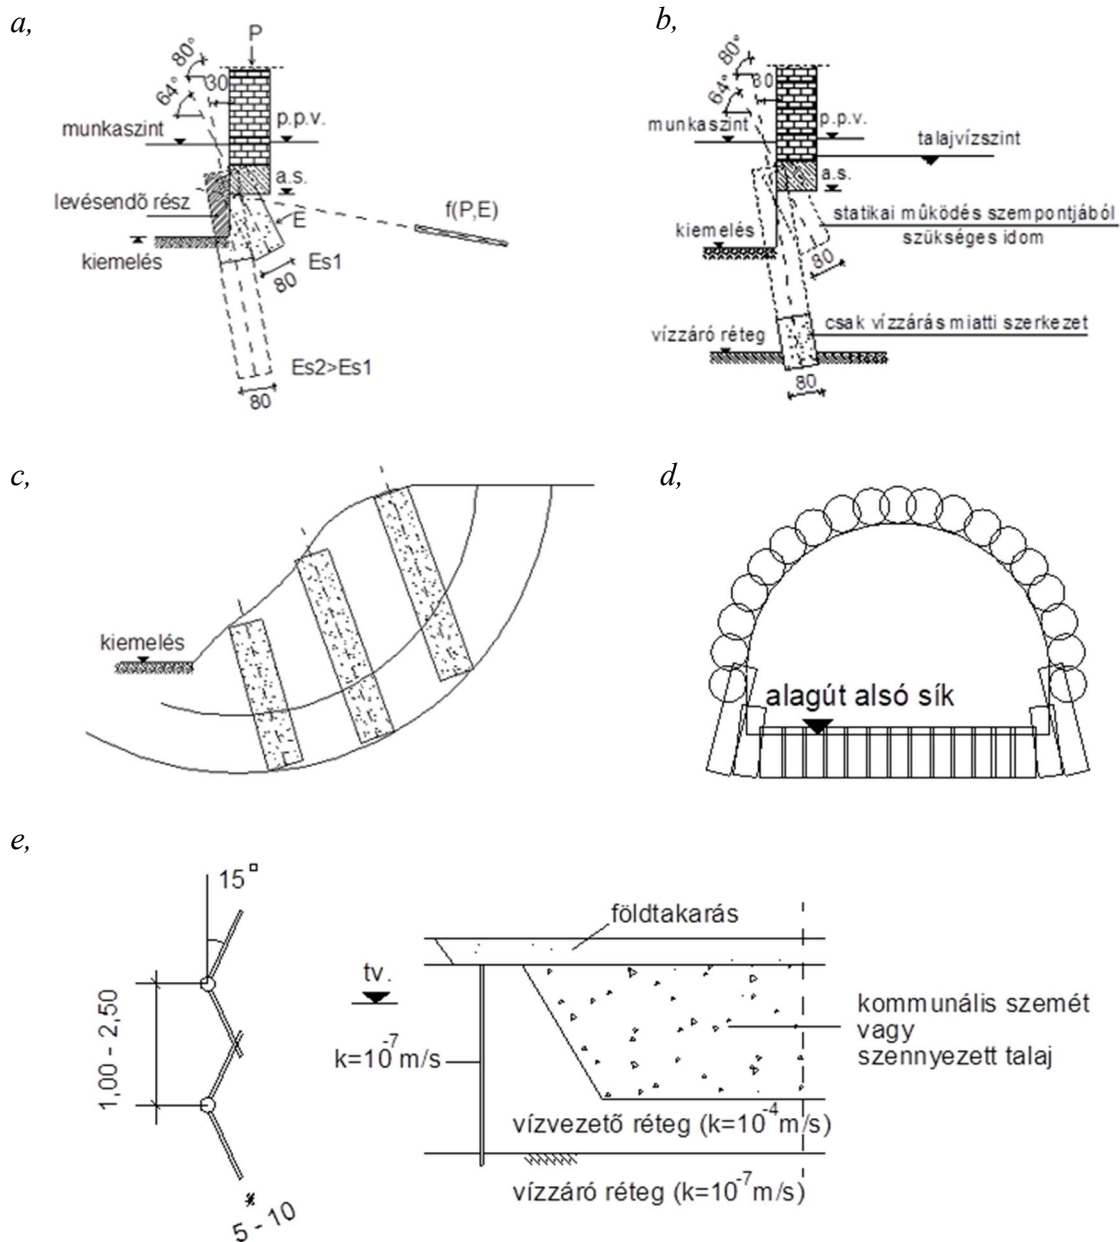 a,
P
80°
30
64°
munkaszint
p.p.v.
a.s.
levésendő rész
E
f(P,E)
kiemelés
Es1
80
Es2>Es1
80
b,
80°
30
64°
munkaszint
p.p.v.
talajvízszint
a.s.
kiemelés
statikai működés szempontjából
szükséges idom
80
csak vízzárás miatti szerkezet
vízzáró réteg
80
c,
kiemelés
d,
alagút alsó sík
e,
15°
1,00 - 2,50
5 - 10
földtakarás
tv.
k=10⁻⁷m/s
kommunális szemét
vagy
szennyezett talaj
vízvezető réteg (k=10⁻⁴m/s)
vízzáró réteg (k=10⁻⁷m/s)